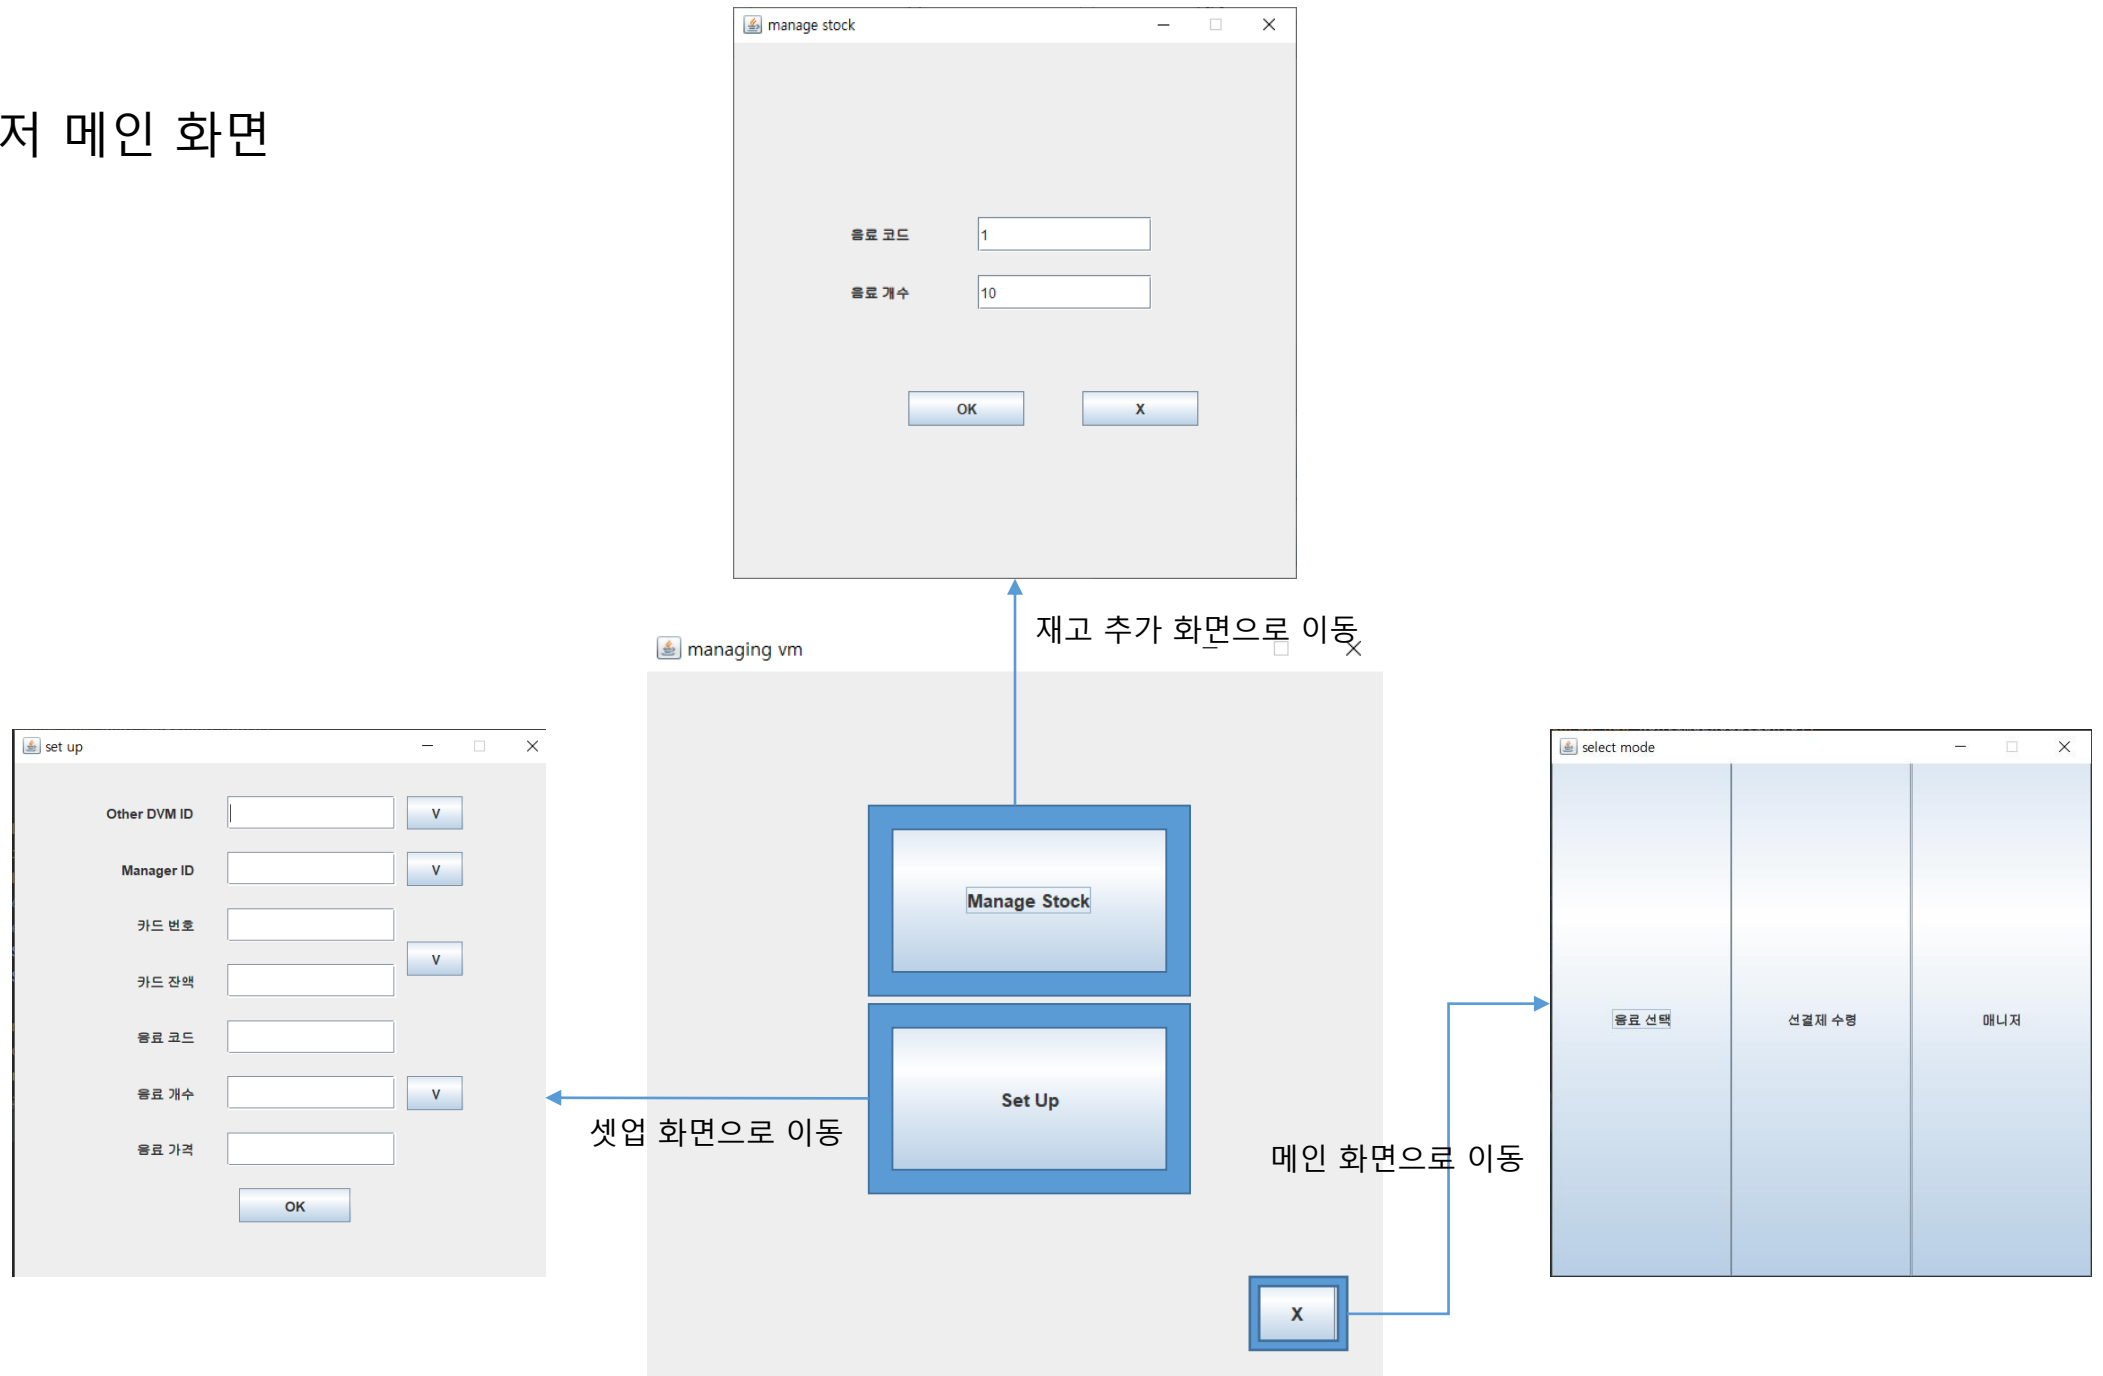 manage stock
저 메인 화면
음료 코드
1
음료 개수
10
OK
X
재고 추가 화면으로 이동
managing vm
Manage Stock
Set Up
X
셋업 화면으로 이동
메인 화면으로 이동
set up
Other DVM ID
V
Manager ID
V
카드 번호
V
카드 잔액
음료 코드
음료 개수
V
음료 가격
OK
select mode
음료 선택
선결제 수령
매니저